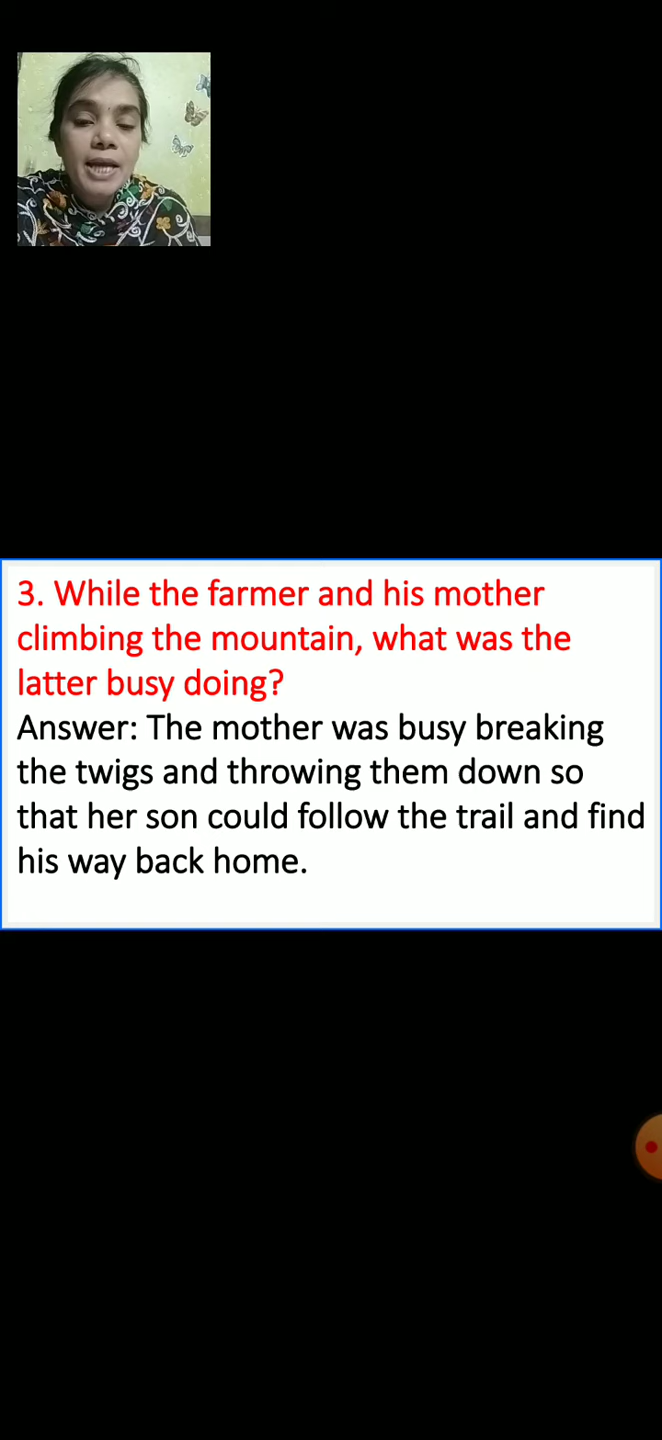 3. While the farmer and his mother
climbing the mountain, what was the
latter busy doing?
Answer: The mother was busy breaking
the twigs and throwing them down so
that her son could follow the trail and find
his way back home.